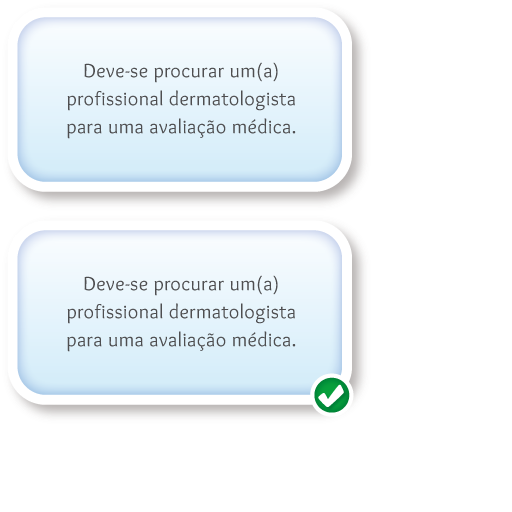 Deve-se procurar um(a)
profissional dermatologista
para uma avaliação médica.
Deve-se procurar um(a)
profissional dermatologista
para uma avaliação médica.